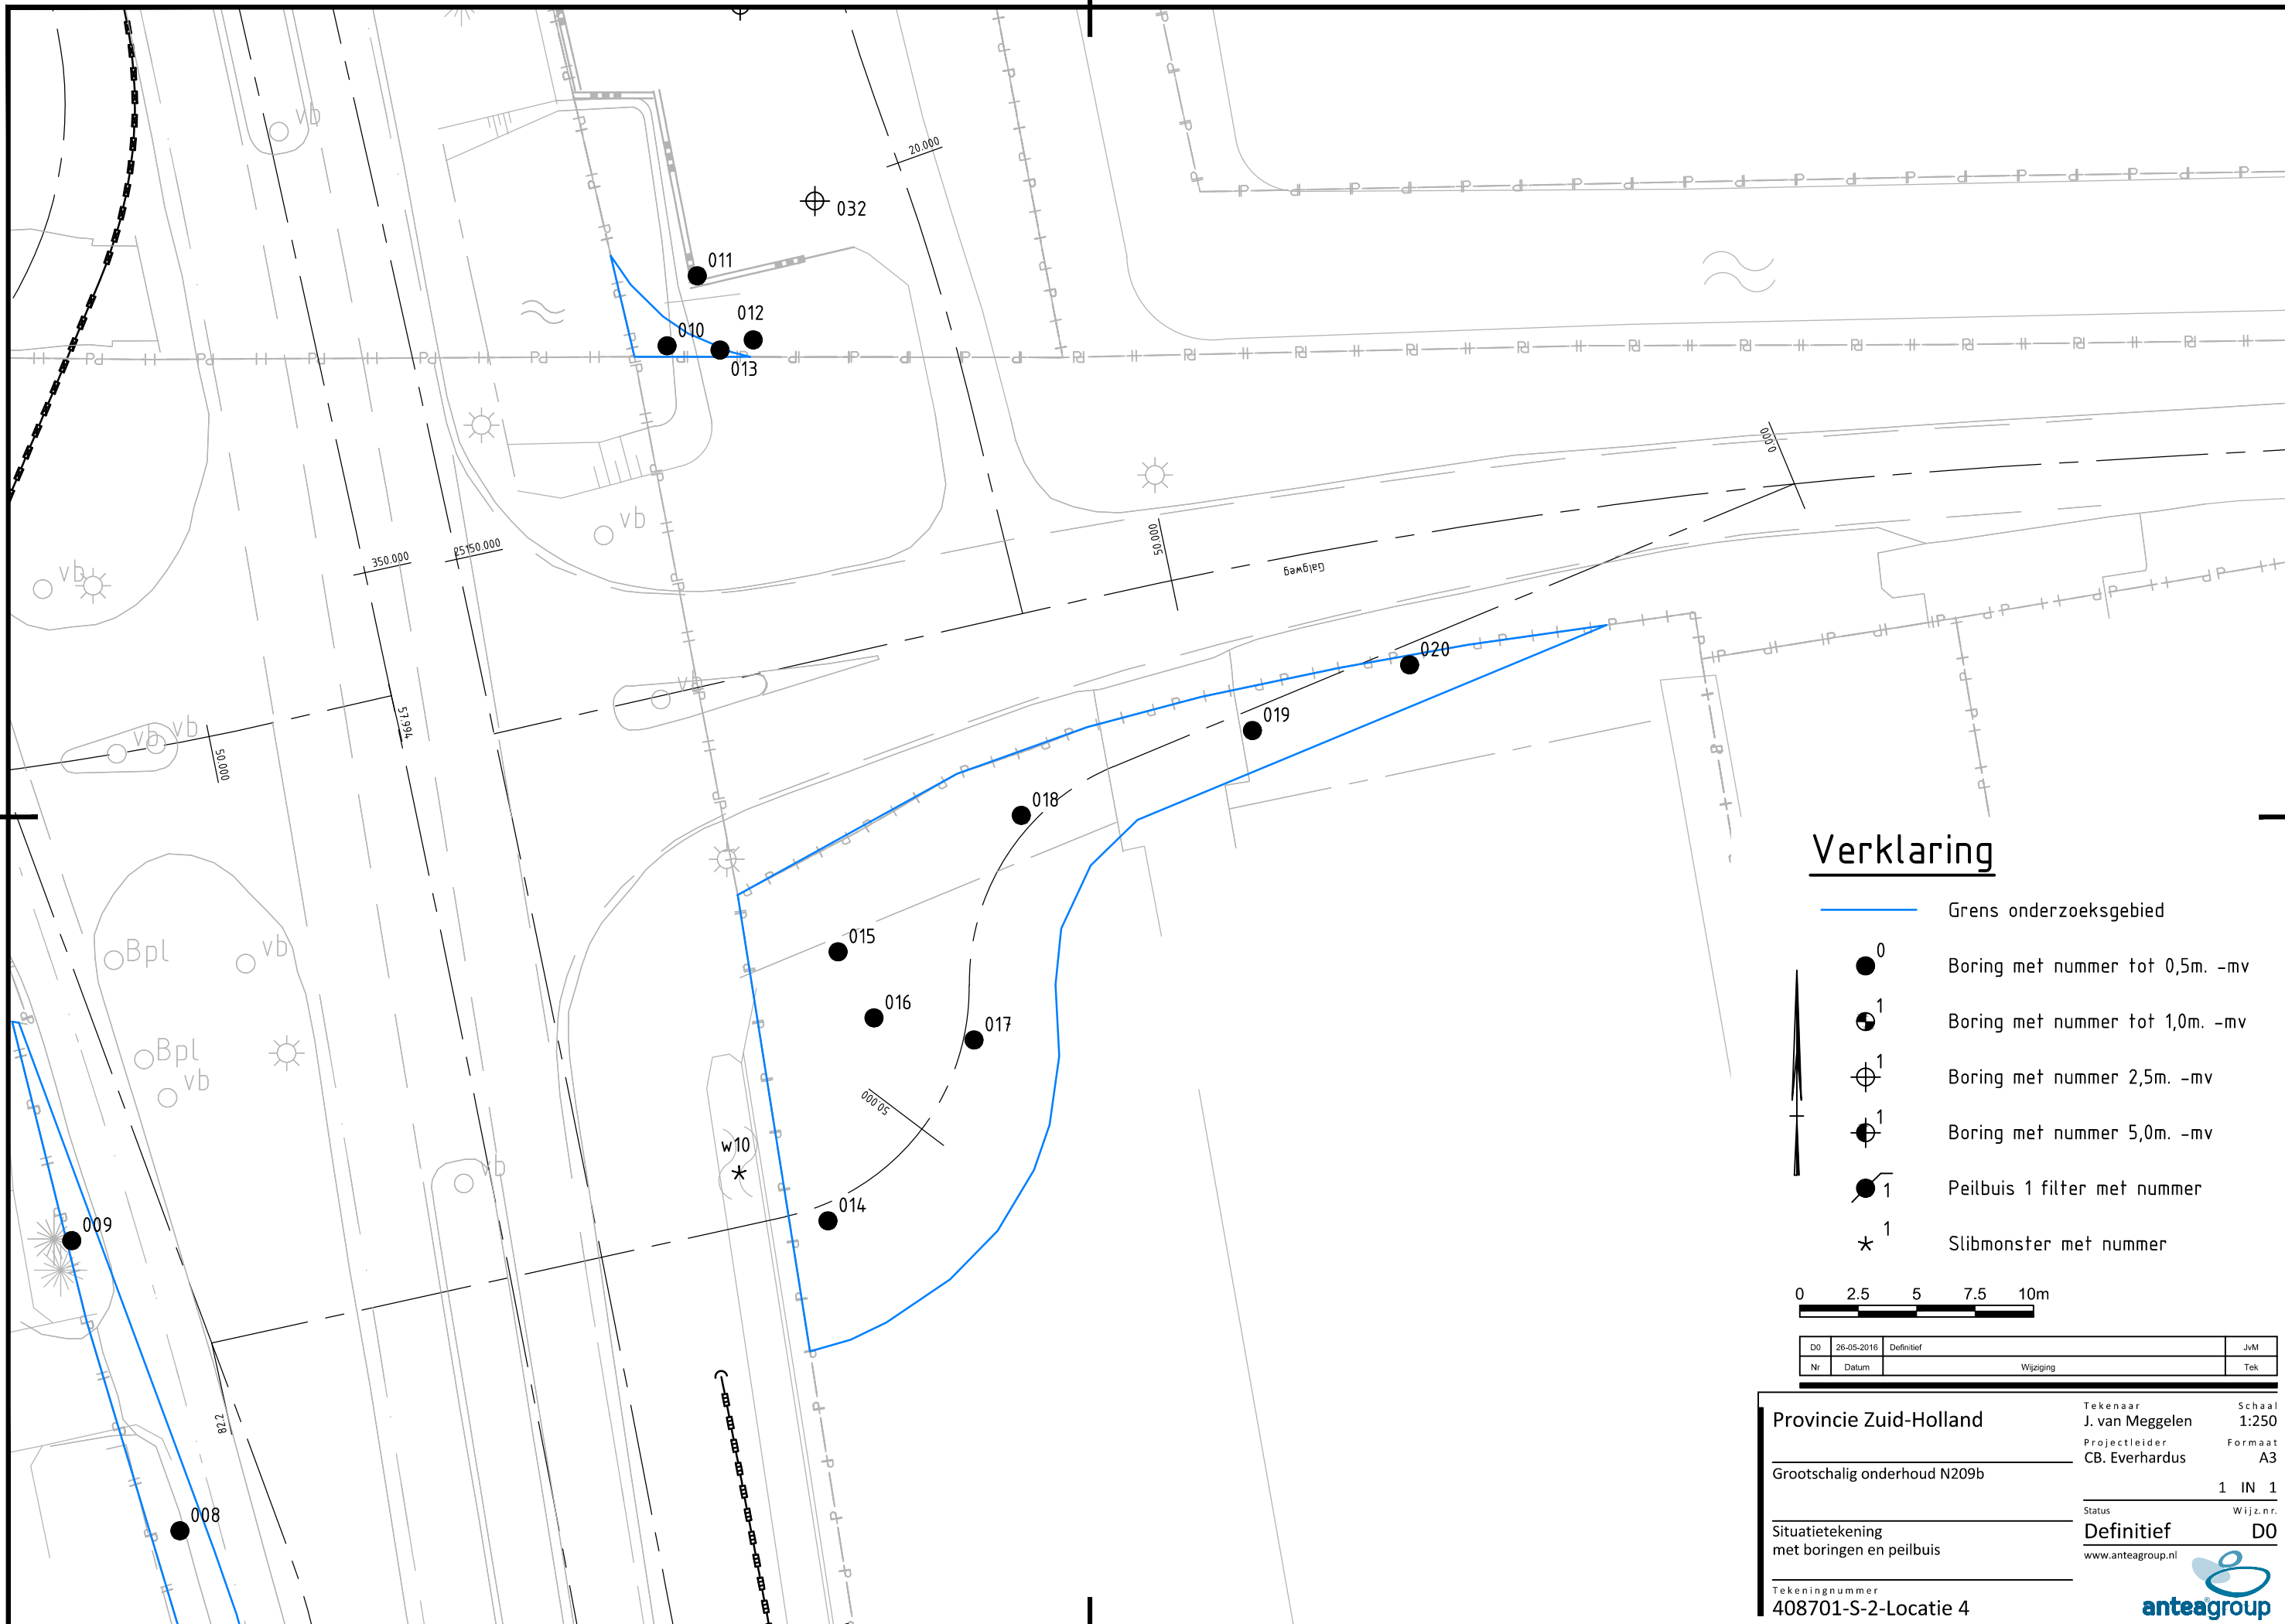 vb
20.000
032
011
012
010
013
0.000
vb
50.000
25150.000
350.000
vb
Galgweg
020
vb
57.994
019
vb
vb
50.000
018
Verklaring
Grens onderzoeksgebied
015
Bpl
vb
0
Boring met nummer tot 0,5m. -mv
016
1
Boring met nummer tot 1,0m. -mv
017
Bpl
vb
1
Boring met nummer 2,5m. -mv
50.000
1
Boring met nummer 5,0m. -mv
w10
vb
1
Peilbuis 1 filter met nummer
014
009
1
Slibmonster met nummer
0 2.5 5 7.5 10m
D0 26-05-2016 Definitief JvM
Nr Datum Wijziging Tek
82.2
Provincie Zuid-Holland
Tekenaar Schaal
J. van Meggelen 1:250
Projectleider Formaat
CB. Everhardus A3
Grootschalig onderhoud N209b
1 IN 1
008
Status Wijz.nr.
Definitief D0
Situatietekening
met boringen en peilbuis
www.anteagroup.nl
Tekeningnummer
408701-S-2-Locatie 4
anteagroup